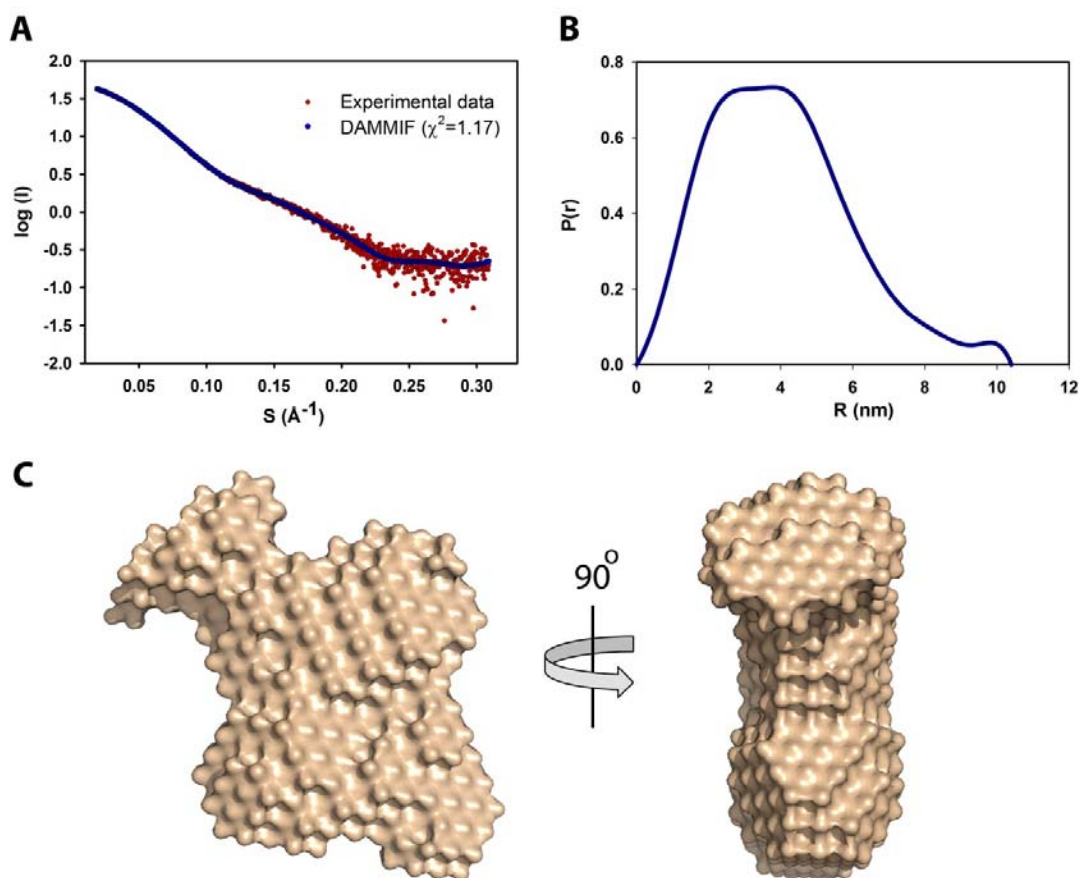 A
2.0
1.5
1.0
0.5
0.0
-0.5
-1.0
-1.5
-2.0
log (I)
Experimental data
DAMMIF (χ²=1.17)
0.05 0.10 0.15 0.20 0.25 0.30
S (Å⁻¹)
B
0.8
0.6
0.4
0.2
0.0
P(r)
0 2 4 6 8 10 12
R (nm)
C
90°